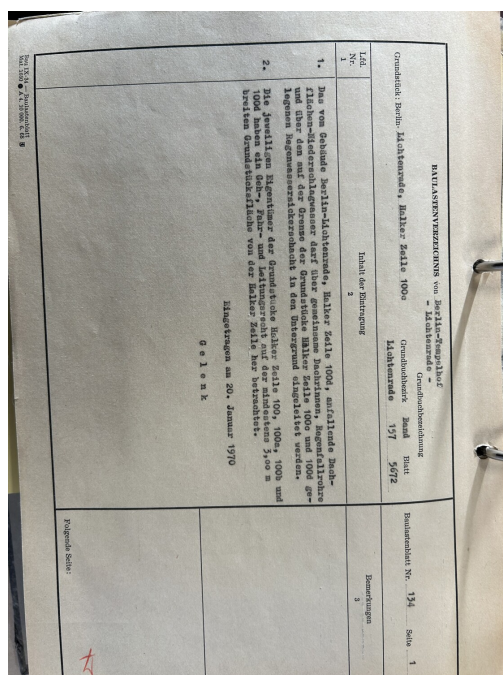 BAULASTENVERZEICHNIS von Berlin-Tempelhof
- Lichtenrade -
Grundstück: Berlin: Lichtenrade, Halker Zeile 100c
Grundbuchbezeichnung
Grundbuchbezirk Band Blatt
Lichtenrade 157 5672
Baulastenblatt Nr. 134 Seite 1
Lfd. Nr.
1
Inhalt der Eintragung
2
Bemerkungen
3
1. Das vom Gebäude Berlin-Lichtenrade, Halker Zeile 100d, anfallende Dach-
flächen-Niederschlagwasser darf über gemeinsame Dachrinnen, Regenfallrohre
und über den auf der Grenze der Grundstücke Halker Zeile 100c und 100d ge-
legenen Regenwassersickerschacht in den Untergrund eingeleitet werden.
2. Die jeweiligen Eigentümer der Grundstücke Halker Zeile 100, 100a, 100b und
100d haben ein Geh-, Fahr- und Leitungsrecht auf der mindestens 3,00 m
breiten Grundstücksfläche von der Halker Zeile her betrachtet.
Eingetragen am 20. Januar 1970
Gelenk
Folgende Seite:
Baulastenblatt